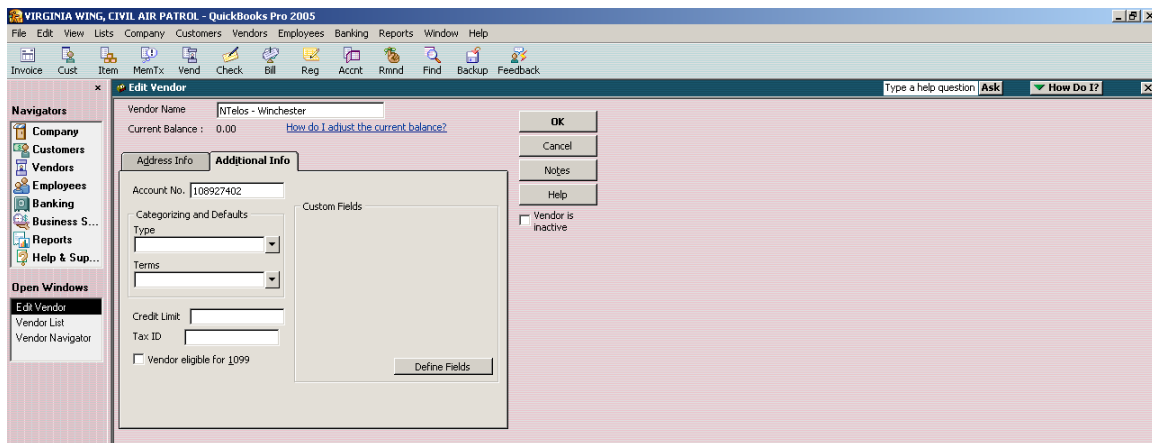 VIRGINIA WING, CIVIL AIR PATROL - QuickBooks Pro 2005
File Edit View Lists Company Customers Vendors Employees Banking Reports Window Help
Invoice Cust Item MemTx Vend Check Bill Reg Accnt Rmnd Find Backup Feedback
Edit Vendor
Type a help question Ask
How Do I?
Navigators
Company
Customers
Vendors
Employees
Banking
Business S...
Reports
Help & Sup...
Open Windows
Edit Vendor
Vendor List
Vendor Navigator
Vendor Name NTelos - Winchester
Current Balance : 0.00 How do I adjust the current balance?
Address Info Additional Info
Account No. 108927402
Categorizing and Defaults
Type
Terms
Credit Limit
Tax ID
Vendor eligible for 1099
Custom Fields
Define Fields
OK
Cancel
Notes
Help
Vendor is
inactive